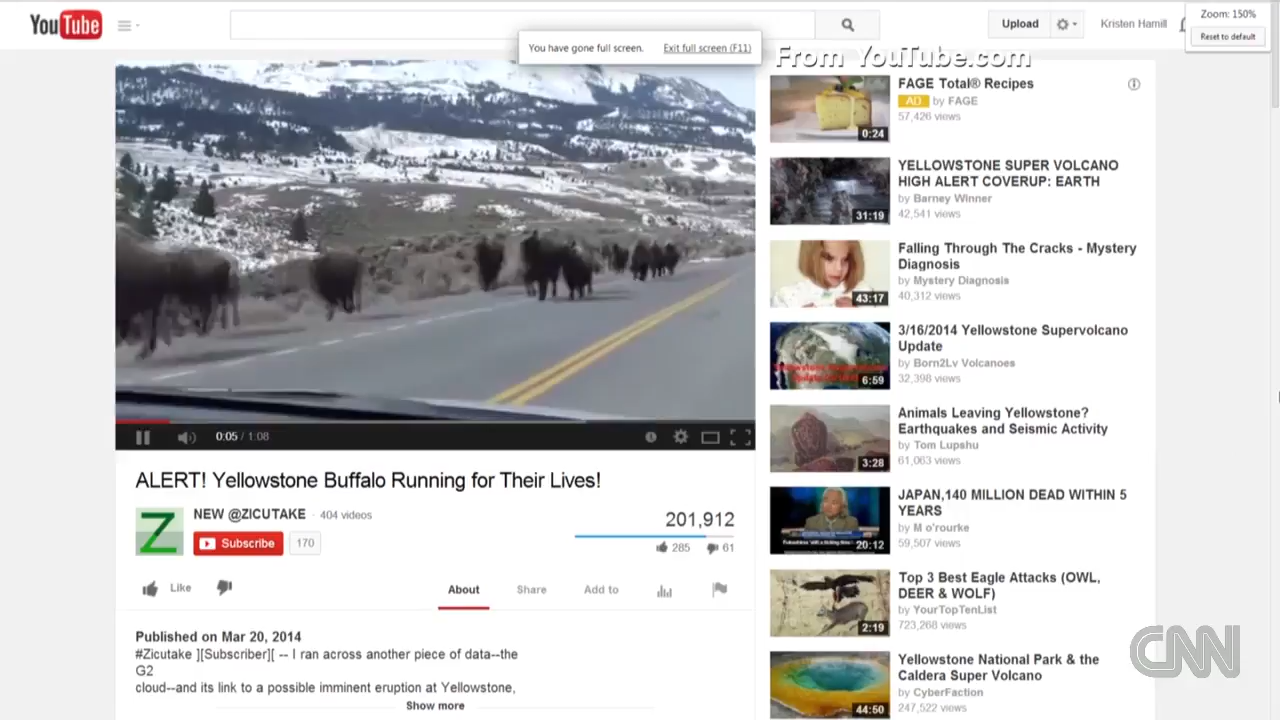 YouTube
Upload
Kristen Hamill
Zoom: 150%
Reset to default
You have gone full screen.
Exit full screen (F11)
From YouTube.com
0:05 / 1:08
ALERT! Yellowstone Buffalo Running for Their Lives!
NEW @ZICUTAKE · 404 videos
Subscribe
170
201,912
285
61
Like
About
Share
Add to
Published on Mar 20, 2014
#Zicutake ][Subscriber][ -- I ran across another piece of data--the
G2
cloud--and its link to a possible imminent eruption at Yellowstone,
Show more
FAGE Total® Recipes
AD by FAGE
57,426 views
0:24
YELLOWSTONE SUPER VOLCANO
HIGH ALERT COVERUP: EARTH
by Barney Winner
42,541 views
31:19
Falling Through The Cracks - Mystery
Diagnosis
by Mystery Diagnosis
40,312 views
43:17
3/16/2014 Yellowstone Supervolcano
Update
by Born2Lv Volcanoes
32,398 views
6:59
Animals Leaving Yellowstone?
Earthquakes and Seismic Activity
by Tom Lupshu
61,063 views
3:28
JAPAN,140 MILLION DEAD WITHIN 5
YEARS
by M o'rourke
59,507 views
20:12
Top 3 Best Eagle Attacks (OWL,
DEER & WOLF)
by YourTopTenList
723,268 views
2:19
Yellowstone National Park & the
Caldera Super Volcano
by CyberFaction
247,522 views
44:50
Z
CNN